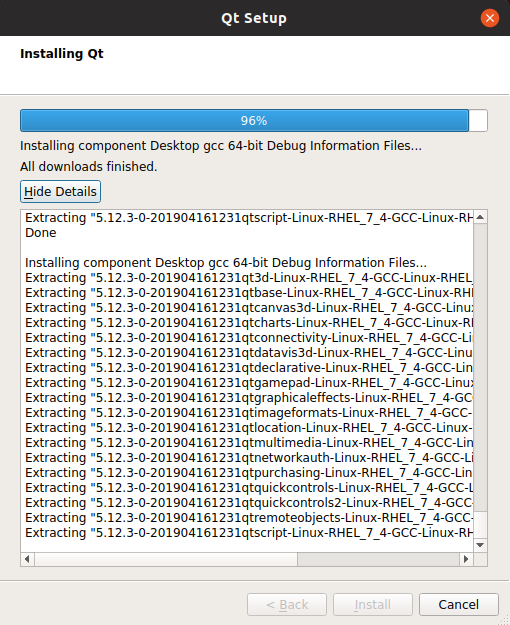 Qt Setup
Installing Qt
96%
Installing component Desktop gcc 64-bit Debug Information Files...
All downloads finished.
Hide Details
Extracting "5.12.3-0-201904161231qtscript-Linux-RHEL_7_4-GCC-Linux-RH
Done
Installing component Desktop gcc 64-bit Debug Information Files...
Extracting "5.12.3-0-201904161231qt3d-Linux-RHEL_7_4-GCC-Linux-RHEL_
Extracting "5.12.3-0-201904161231qtbase-Linux-RHEL_7_4-GCC-Linux-RH
Extracting "5.12.3-0-201904161231qtcanvas3d-Linux-RHEL_7_4-GCC-Linu
Extracting "5.12.3-0-201904161231qtcharts-Linux-RHEL_7_4-GCC-Linux-R
Extracting "5.12.3-0-201904161231qtconnectivity-Linux-RHEL_7_4-GCC-Li
Extracting "5.12.3-0-201904161231qtdatavis3d-Linux-RHEL_7_4-GCC-Linu
Extracting "5.12.3-0-201904161231qtdeclarative-Linux-RHEL_7_4-GCC-Lin
Extracting "5.12.3-0-201904161231qtgamepad-Linux-RHEL_7_4-GCC-Linux
Extracting "5.12.3-0-201904161231qtgraphicaleffects-Linux-RHEL_7_4-GC
Extracting "5.12.3-0-201904161231qtimageformats-Linux-RHEL_7_4-GCC-
Extracting "5.12.3-0-201904161231qtlocation-Linux-RHEL_7_4-GCC-Linux-
Extracting "5.12.3-0-201904161231qtmultimedia-Linux-RHEL_7_4-GCC-Lin
Extracting "5.12.3-0-201904161231qtnetworkauth-Linux-RHEL_7_4-GCC-L
Extracting "5.12.3-0-201904161231qtpurchasing-Linux-RHEL_7_4-GCC-Lin
Extracting "5.12.3-0-201904161231qtquickcontrols-Linux-RHEL_7_4-GCC-L
Extracting "5.12.3-0-201904161231qtquickcontrols2-Linux-RHEL_7_4-GCC
Extracting "5.12.3-0-201904161231qtremoteobjects-Linux-RHEL_7_4-GCC-
Extracting "5.12.3-0-201904161231qtscript-Linux-RHEL_7_4-GCC-Linux-RH
< Back
Install
Cancel